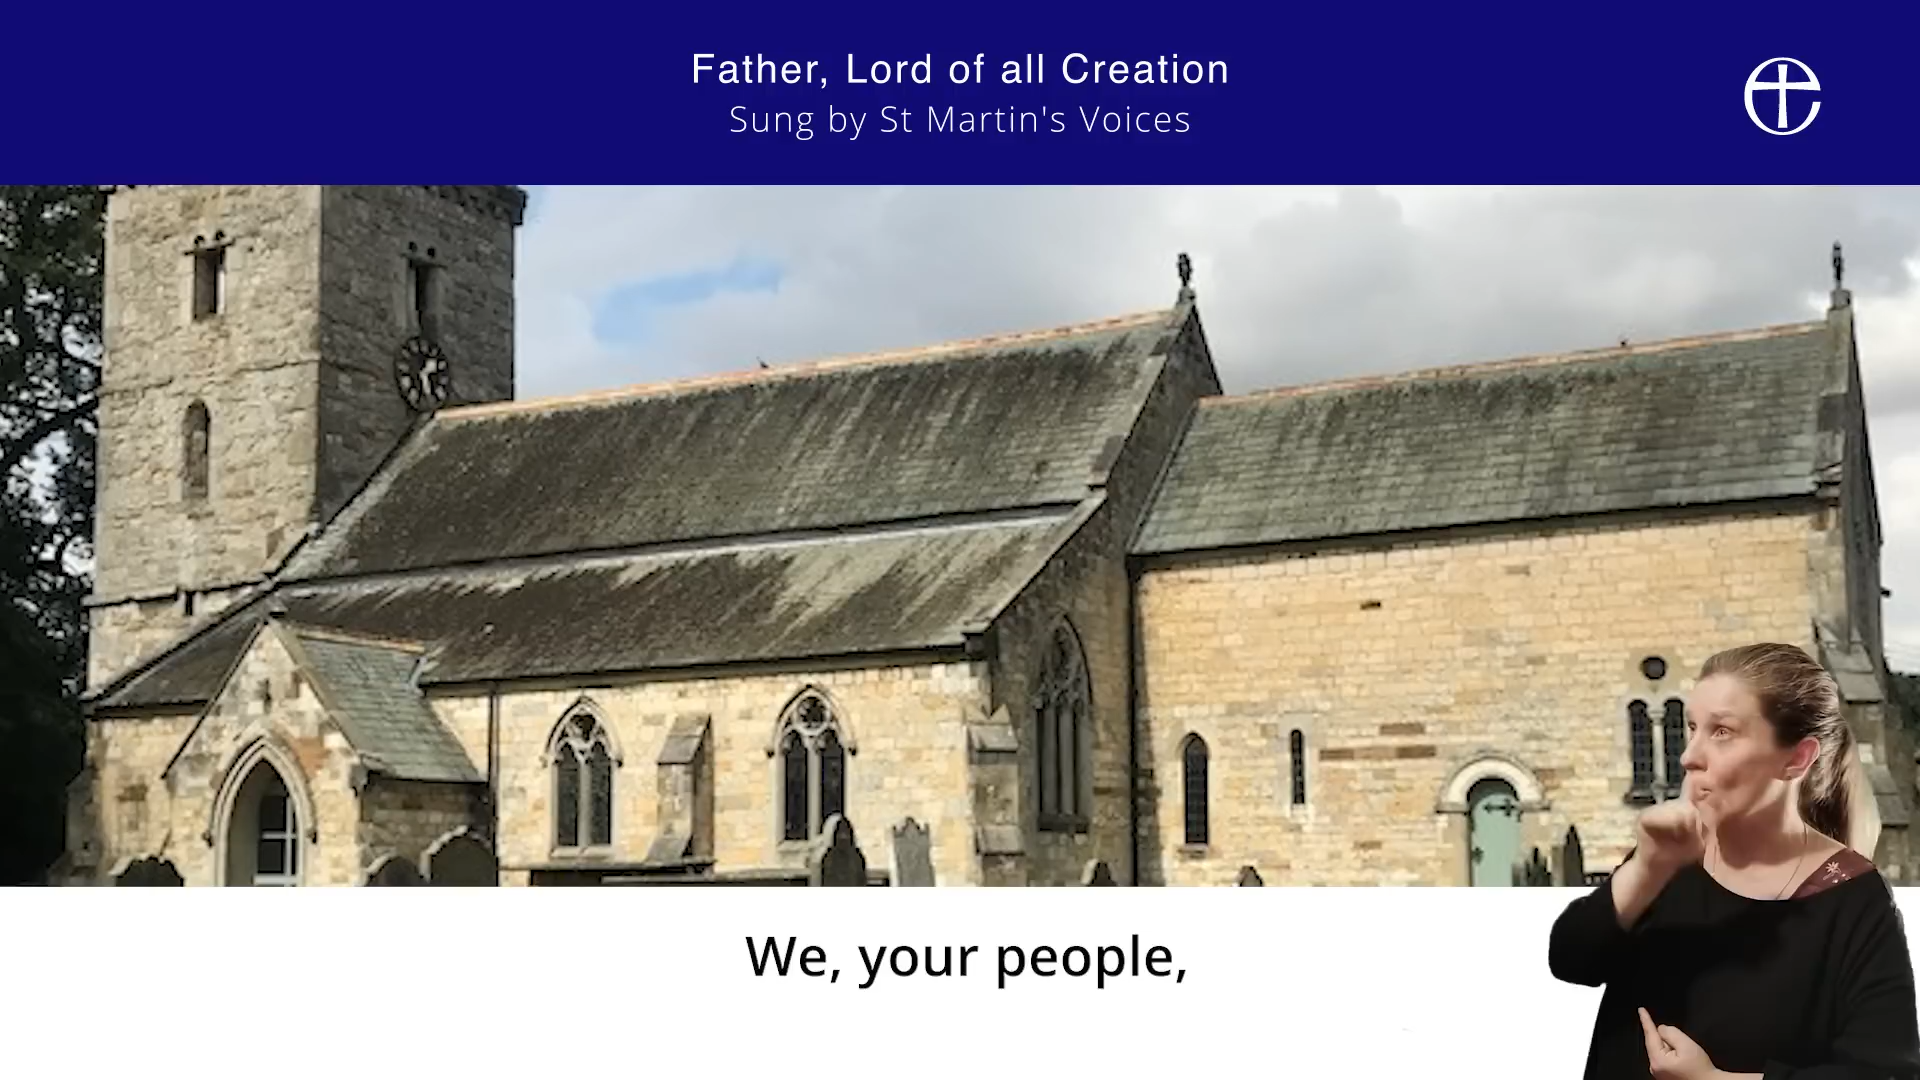 Father, Lord of all Creation
Sung by St Martin's Voices
We, your people,